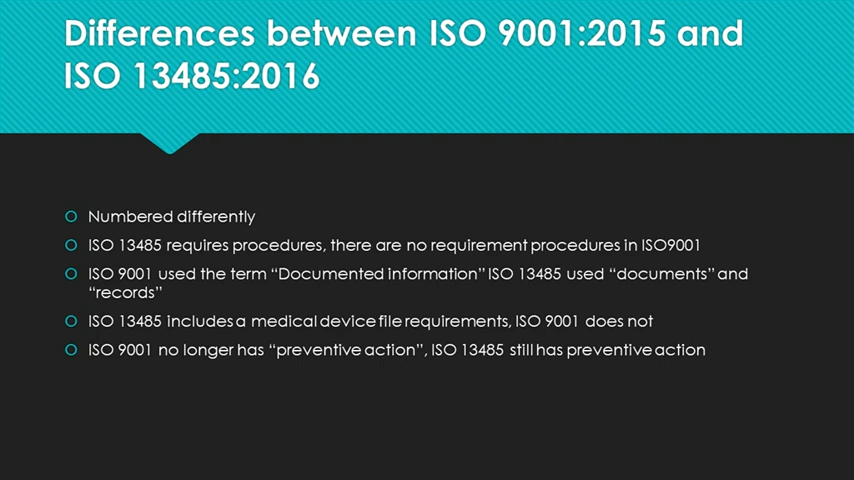 Differences between ISO 9001:2015 and
ISO 13485:2016
Numbered differently
ISO 13485 requires procedures, there are no requirement procedures in ISO9001
ISO 9001 used the term “Documented information” ISO 13485 used “documents” and
“records”
ISO 13485 includes a medical device file requirements, ISO 9001 does not
ISO 9001 no longer has “preventive action”, ISO 13485 still has preventive action